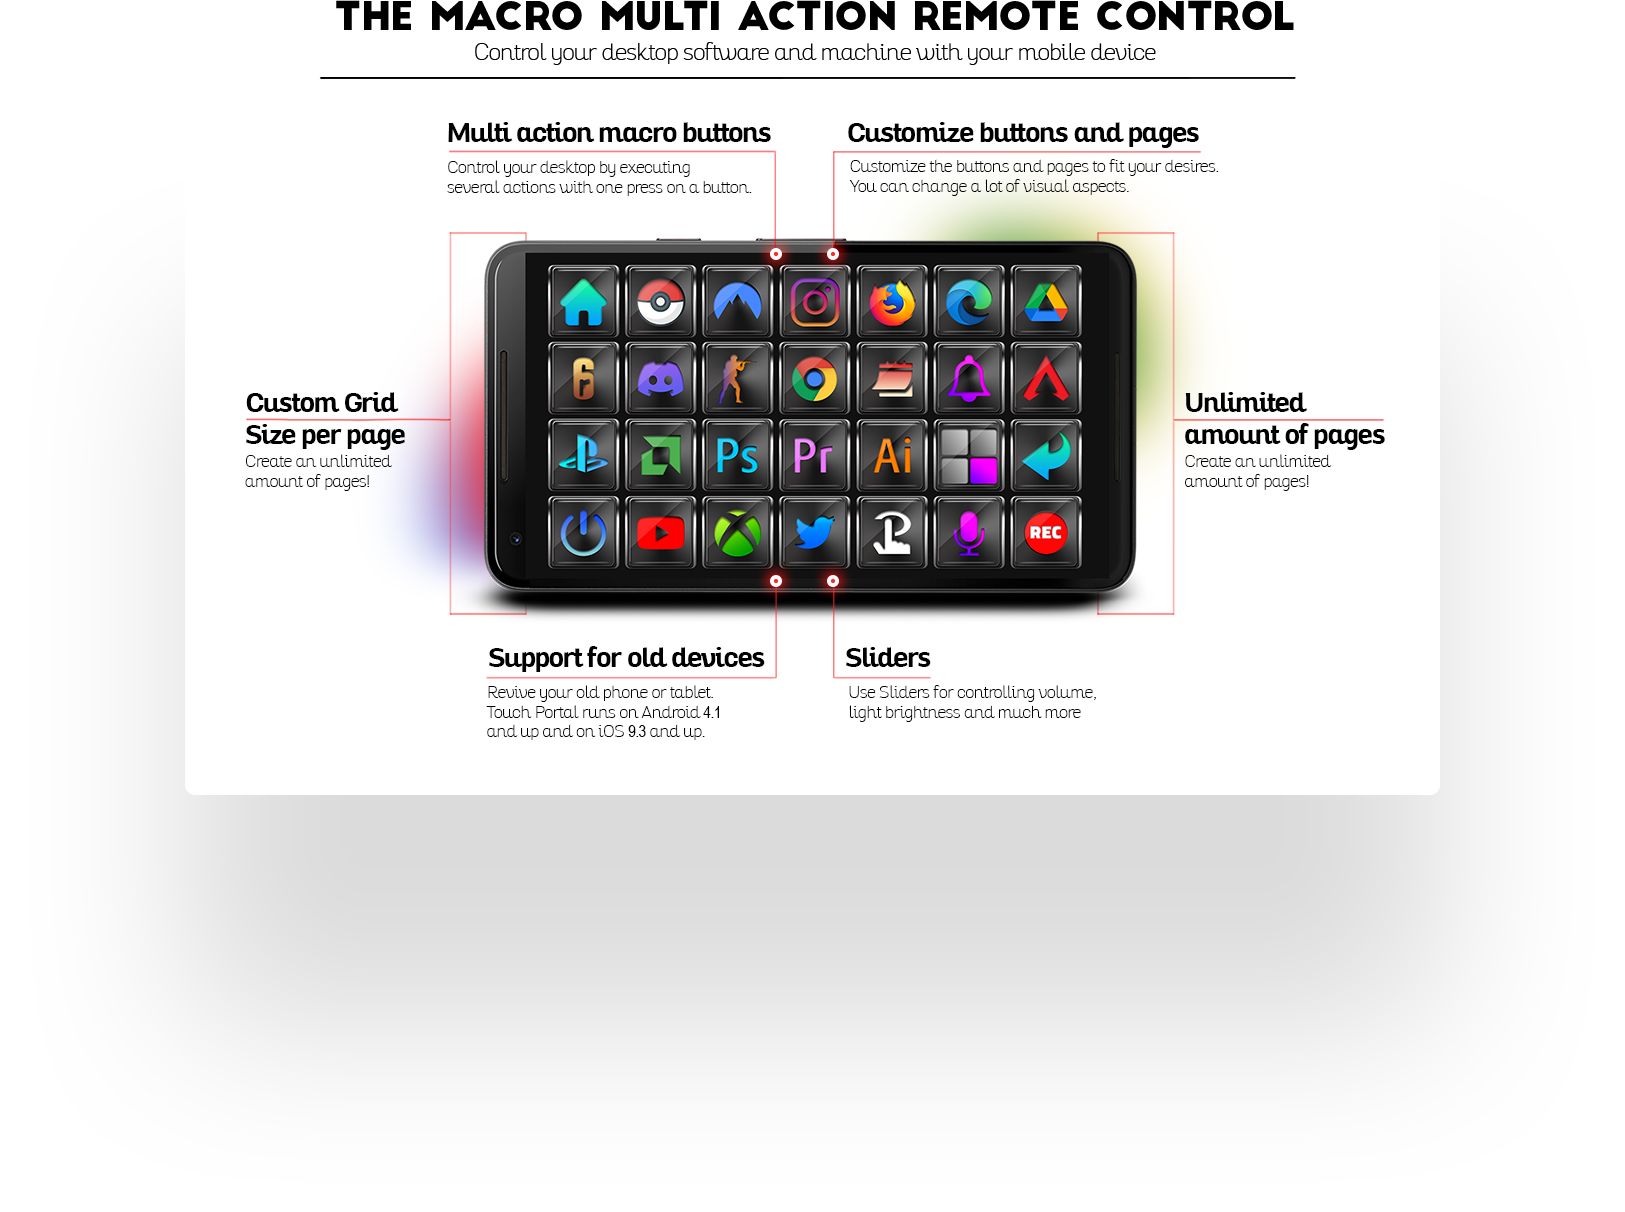 THE MACRO MULTI ACTION REMOTE CONTROL
Control your desktop software and machine with your mobile device
Multi action macro buttons
Control your desktop by executing
several actions with one press on a button.
Customize buttons and pages
Customize the buttons and pages to fit your desires.
You can change a lot of visual aspects.
Custom Grid
Size per page
Create an unlimited
amount of pages!
Ps
Pr
Ai
REC
Unlimited
amount of pages
Create an unlimited
amount of pages!
Support for old devices
Revive your old phone or tablet.
Touch Portal runs on Android 4.1
and up and on iOS 9.3 and up.
Sliders
Use Sliders for controlling volume,
light brightness and much more